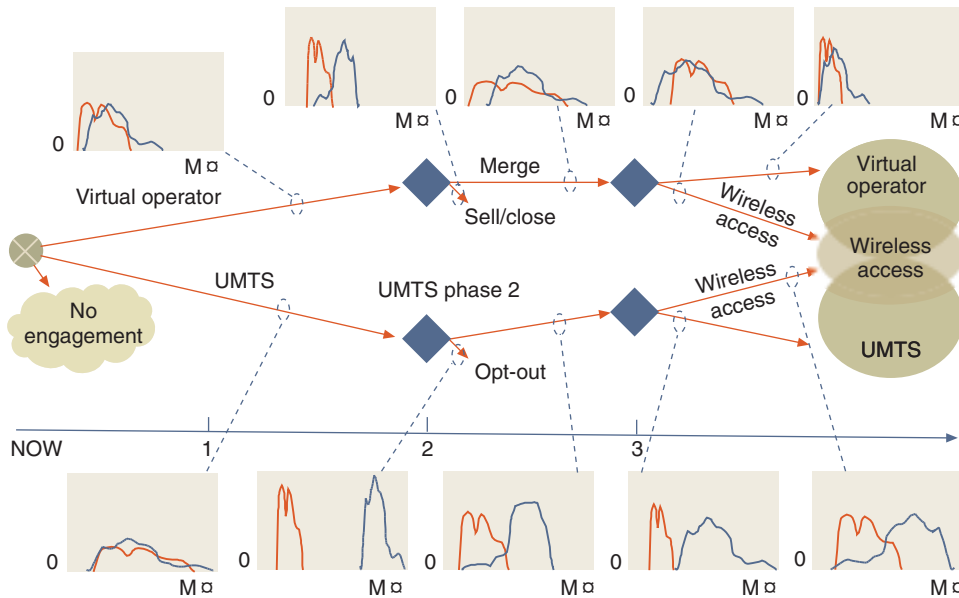 0
M ¤
0
M ¤
0
M ¤
0
M ¤
0
M ¤
Virtual operator
Merge
Sell/close
Wireless
access
Virtual
operator
Wireless
access
UMTS
No
engagement
UMTS
UMTS phase 2
Opt-out
Wireless
access
NOW
1
2
3
0
M ¤
0
M ¤
0
M ¤
0
M ¤
0
M ¤